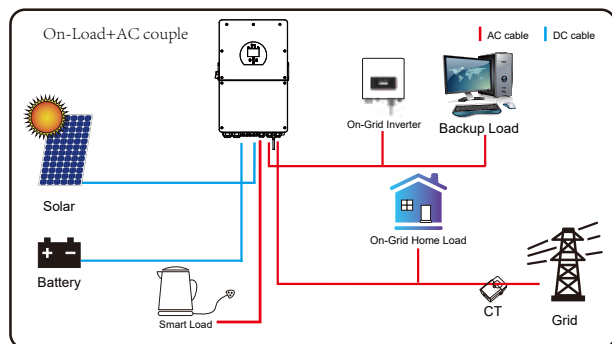 On-Load+AC couple
AC cable
DC cable
On-Grid Inverter
Backup Load
Solar
On-Grid Home Load
Battery
Smart Load
CT
Grid